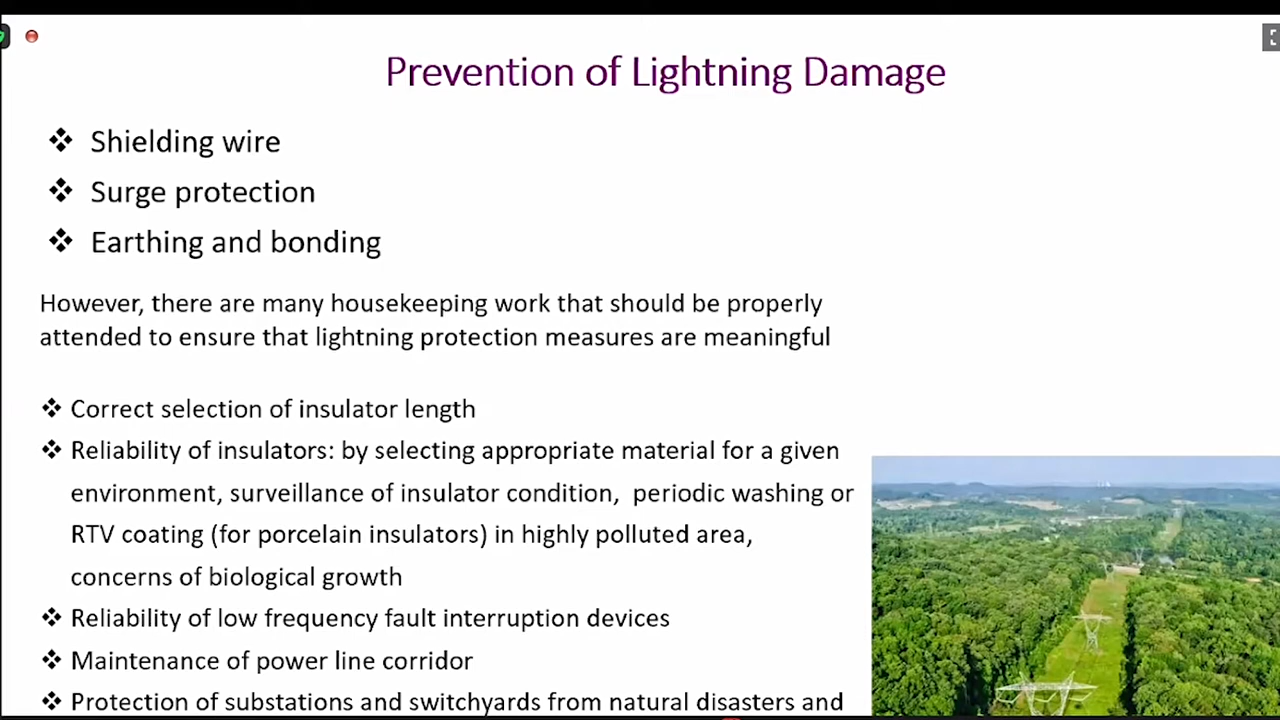 Prevention of Lightning Damage
❖ Shielding wire
❖ Surge protection
❖ Earthing and bonding
However, there are many housekeeping work that should be properly
attended to ensure that lightning protection measures are meaningful
❖ Correct selection of insulator length
❖ Reliability of insulators: by selecting appropriate material for a given
environment, surveillance of insulator condition, periodic washing or
RTV coating (for porcelain insulators) in highly polluted area,
concerns of biological growth
❖ Reliability of low frequency fault interruption devices
❖ Maintenance of power line corridor
❖ Protection of substations and switchyards from natural disasters and